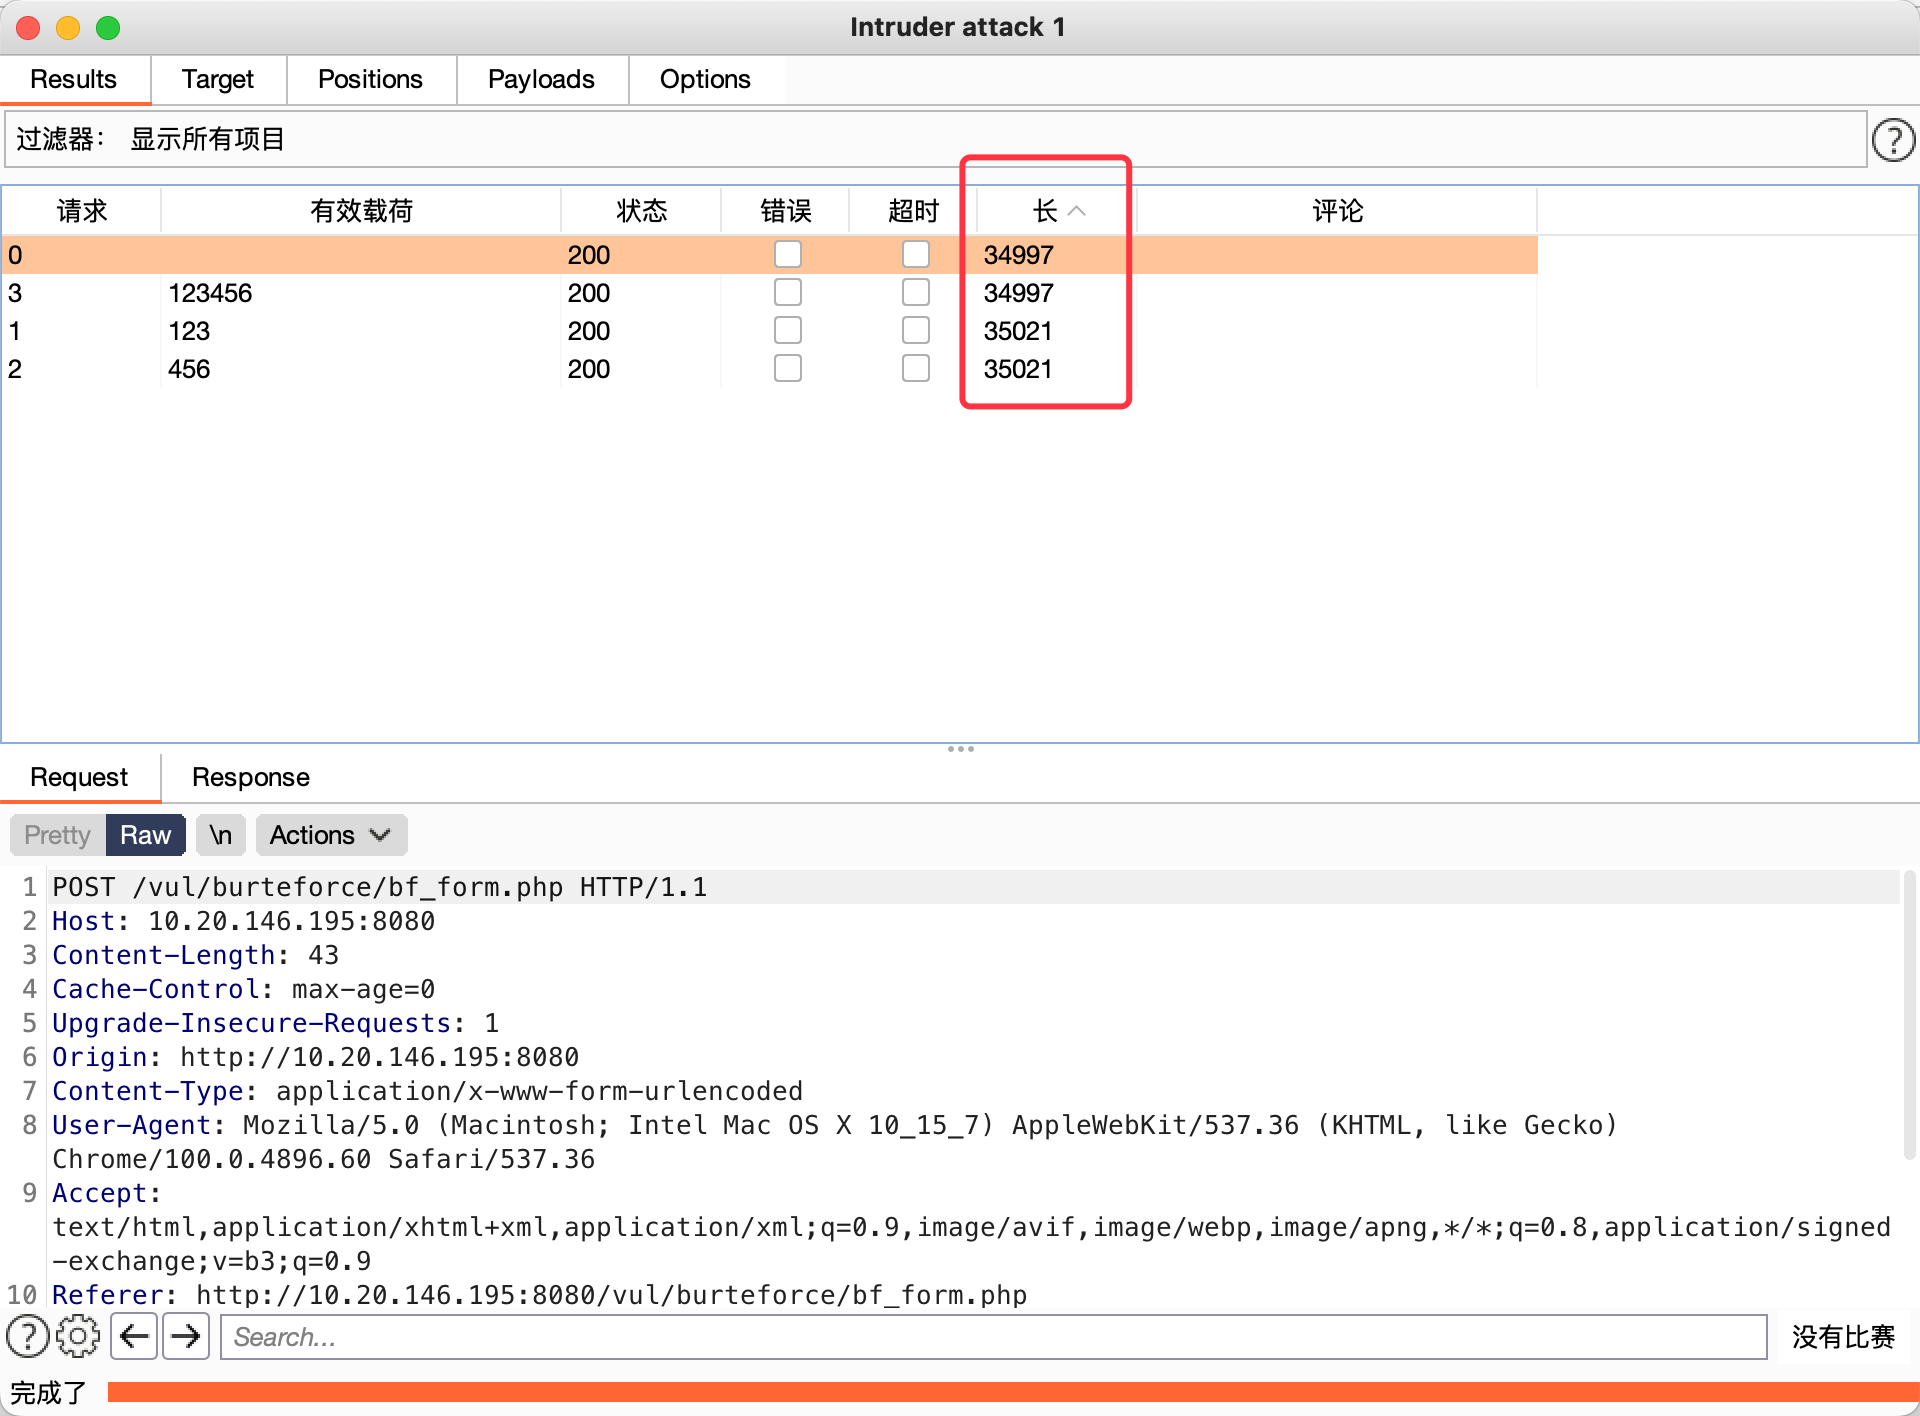 Intruder attack 1
Results Target Positions Payloads Options
过滤器： 显示所有项目
?
请求 有效载荷 状态 错误 超时 长 评论
0 200 34997
3 123456 200 34997
1 123 200 35021
2 456 200 35021
Request Response
Pretty Raw \n Actions
1 POST /vul/burteforce/bf_form.php HTTP/1.1
2 Host: 10.20.146.195:8080
3 Content-Length: 43
4 Cache-Control: max-age=0
5 Upgrade-Insecure-Requests: 1
6 Origin: http://10.20.146.195:8080
7 Content-Type: application/x-www-form-urlencoded
8 User-Agent: Mozilla/5.0 (Macintosh; Intel Mac OS X 10_15_7) AppleWebKit/537.36 (KHTML, like Gecko)
Chrome/100.0.4896.60 Safari/537.36
9 Accept:
text/html,application/xhtml+xml,application/xml;q=0.9,image/avif,image/webp,image/apng,*/*;q=0.8,application/signed
-exchange;v=b3;q=0.9
10 Referer: http://10.20.146.195:8080/vul/burteforce/bf_form.php
? Search... 没有比赛
完成了